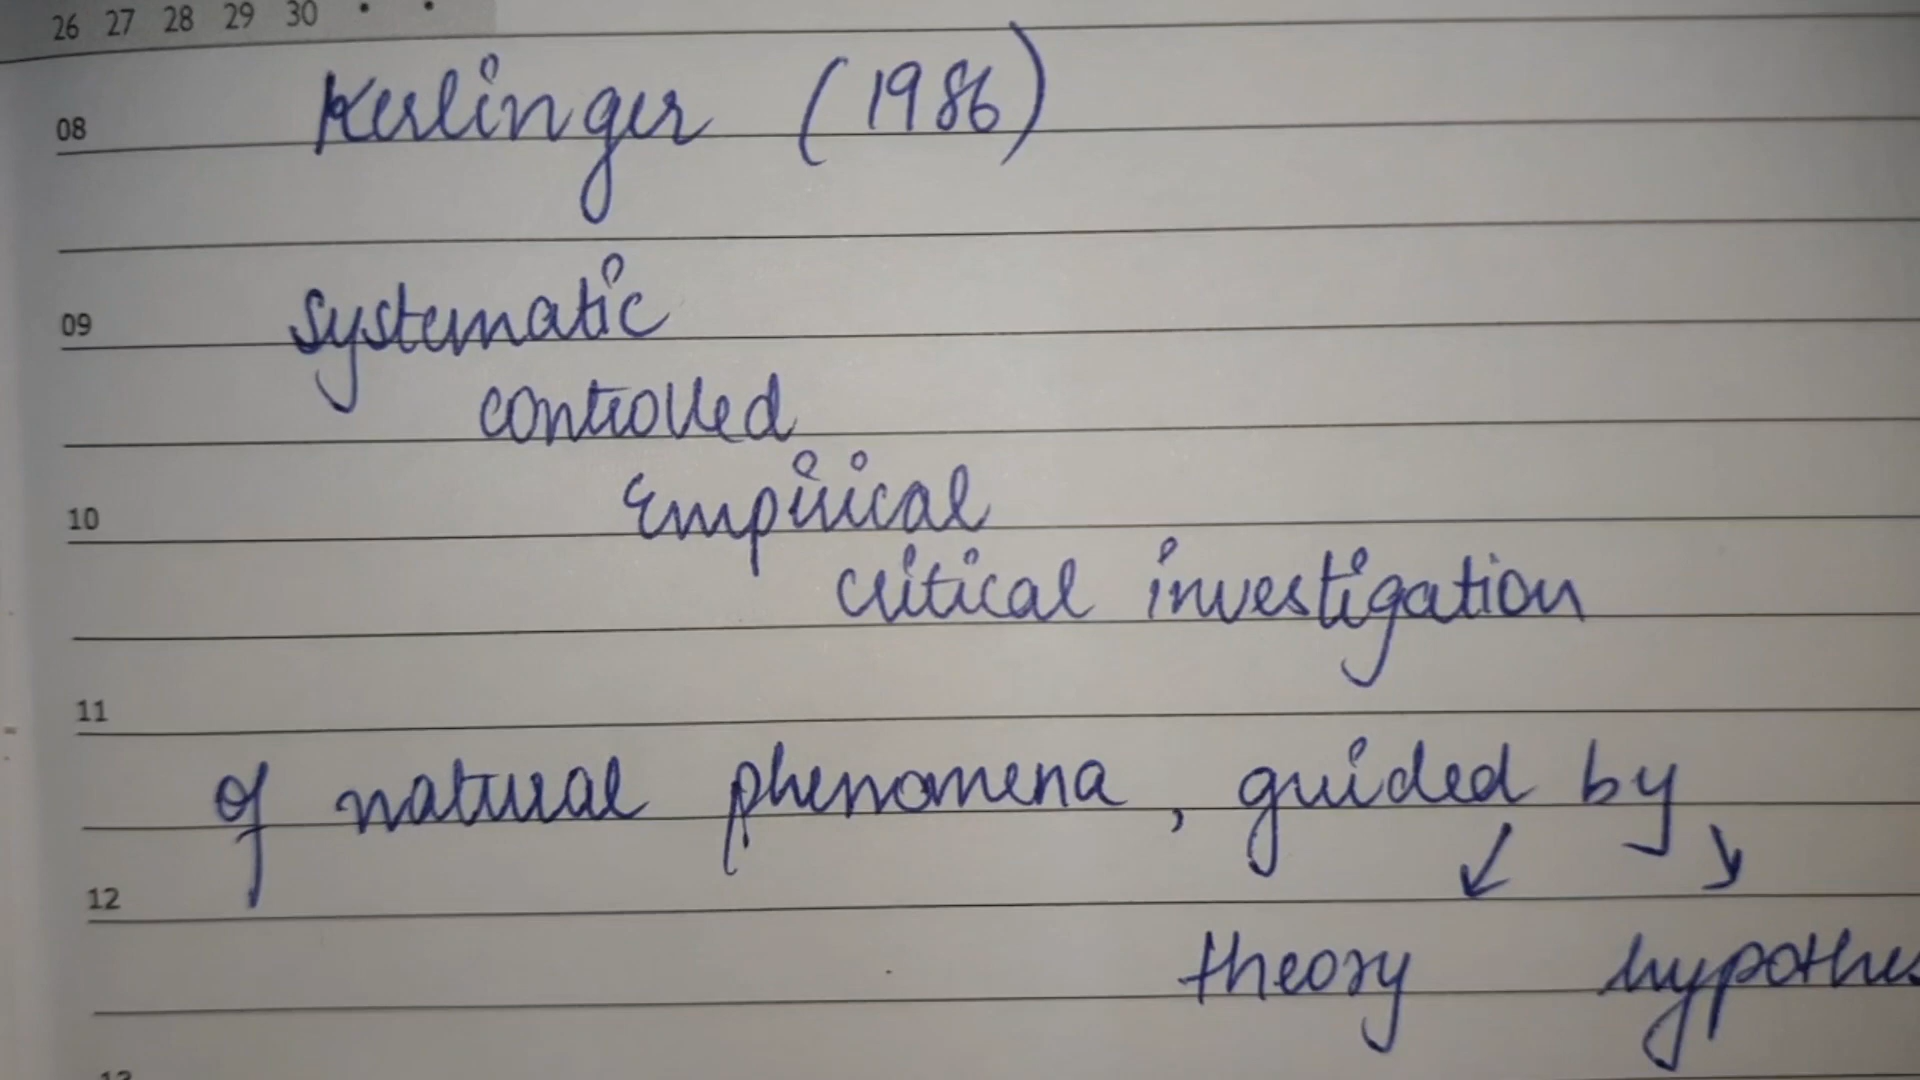 26 27 28 29 30 • •
08 Kerlinger (1986)
09 systematic
controlled
10 Empirical
critical investigation
11
of natural phenomena, guided by
12 ↙ ↘
theory hypothes